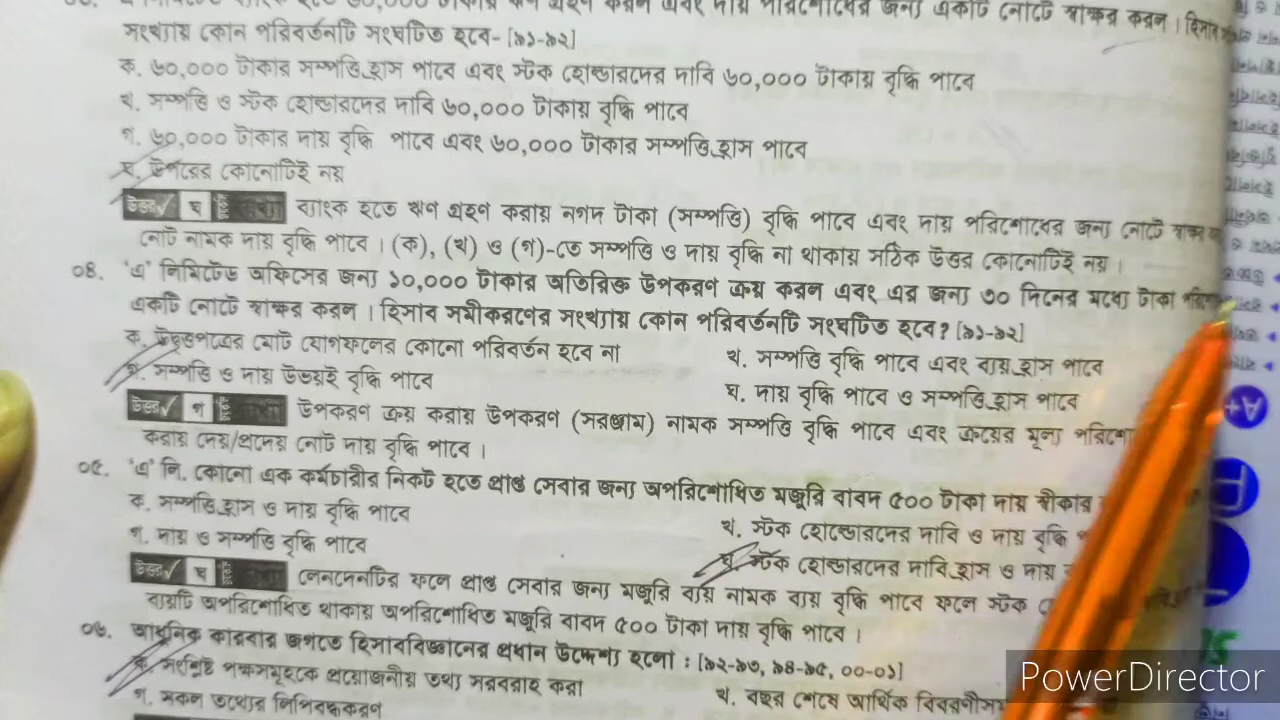 টাকার ঋণ গ্রহণ করল এবং দায় পরিশোধের জন্য একটি নোটে স্বাক্ষর করল।
সংখ্যায় কোন পরিবর্তনটি সংঘটিত হবে- [৯১-৯২]
ক. ৬০,০০০ টাকার সম্পত্তি হ্রাস পাবে এবং স্টক হোল্ডারদের দাবি ৬০,০০০ টাকায় বৃদ্ধি পাবে
খ. সম্পত্তি ও স্টক হোল্ডারদের দাবি ৬০,০০০ টাকায় বৃদ্ধি পাবে
গ. ৬০,০০০ টাকার দায় বৃদ্ধি পাবে এবং ৬০,০০০ টাকার সম্পত্তি হ্রাস পাবে
ঘ. উপরের কোনোটিই নয়
উত্তর ✓ ঘ ব্যাংক হতে ঋণ গ্রহণ করায় নগদ টাকা (সম্পত্তি) বৃদ্ধি পাবে এবং দায় পরিশোধের জন্য নোটে
নোট নামক দায় বৃদ্ধি পাবে। (ক), (খ) ও (গ)-তে সম্পত্তি ও দায় বৃদ্ধি না থাকায় সঠিক উত্তর কোনোটিই নয়।
০৪. 'এ' লিমিটেড অফিসের জন্য ১০,০০০ টাকার অতিরিক্ত উপকরণ ক্রয় করল এবং এর জন্য ৩০ দিনের মধ্যে টাকা
একটি নোটে স্বাক্ষর করল। হিসাব সমীকরণের সংখ্যায় কোন পরিবর্তনটি সংঘটিত হবে? [৯১-৯২]
ক. উদ্বৃত্তপত্রের মোট যোগফলের কোনো পরিবর্তন হবে না
খ. সম্পত্তি বৃদ্ধি পাবে এবং ব্যয় হ্রাস পাবে
গ. সম্পত্তি ও দায় উভয়ই বৃদ্ধি পাবে
ঘ. দায় বৃদ্ধি পাবে ও সম্পত্তি হ্রাস পাবে
উত্তর ✓ গ উপকরণ ক্রয় করায় উপকরণ (সরঞ্জাম) নামক সম্পত্তি বৃদ্ধি পাবে এবং ক্রয়ের মূল্য
করায় দেয়/প্রদেয় নোট দায় বৃদ্ধি পাবে।
০৫. 'এ' লি. কোনো এক কর্মচারীর নিকট হতে প্রাপ্ত সেবার জন্য অপরিশোধিত মজুরি বাবদ ৫০০ টাকা দায় স্বীকার
ক. সম্পত্তি হ্রাস ও দায় বৃদ্ধি পাবে
খ. স্টক হোল্ডারদের দাবি ও দায় বৃদ্ধি
গ. দায় ও সম্পত্তি বৃদ্ধি পাবে
ঘ. স্টক হোল্ডারদের দাবি হ্রাস ও দায়
উত্তর ✓ ঘ লেনদেনটির ফলে প্রাপ্ত সেবার জন্য মজুরি ব্যয় নামক ব্যয় বৃদ্ধি পাবে ফলে স্টক
ব্যয়টি অপরিশোধিত থাকায় অপরিশোধিত মজুরি বাবদ ৫০০ টাকা দায় বৃদ্ধি পাবে।
০৬. আধুনিক কারবার জগতে হিসাববিজ্ঞানের প্রধান উদ্দেশ্য হলো : [৯২-৯৩, ৯৪-৯৫, ০০-০১]
ক. সংশ্লিষ্ট পক্ষসমূহকে প্রয়োজনীয় তথ্য সরবরাহ করা
খ. বছর শেষে আর্থিক
গ. সকল তথ্যের লিপিবদ্ধকরণ
A+
PowerDirector